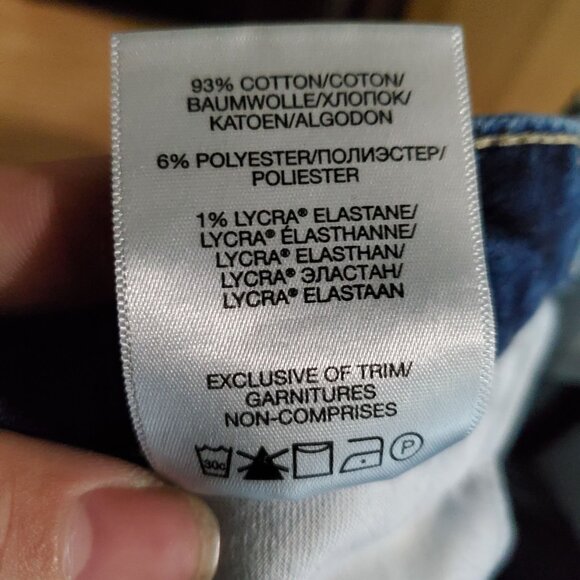 93% COTTON/COTON/
BAUMWOLLE/ХЛОПОК/
KATOEN/ALGODON
6% POLYESTER/ПОЛИЭСТЕР/
POLIESTER
1% LYCRA® ELASTANE/
LYCRA® ÉLASTHANNE/
LYCRA® ELASTHAN/
LYCRA® ЭЛАСТАН/
LYCRA® ELASTAAN
EXCLUSIVE OF TRIM/
GARNITURES
NON-COMPRISES
30c P